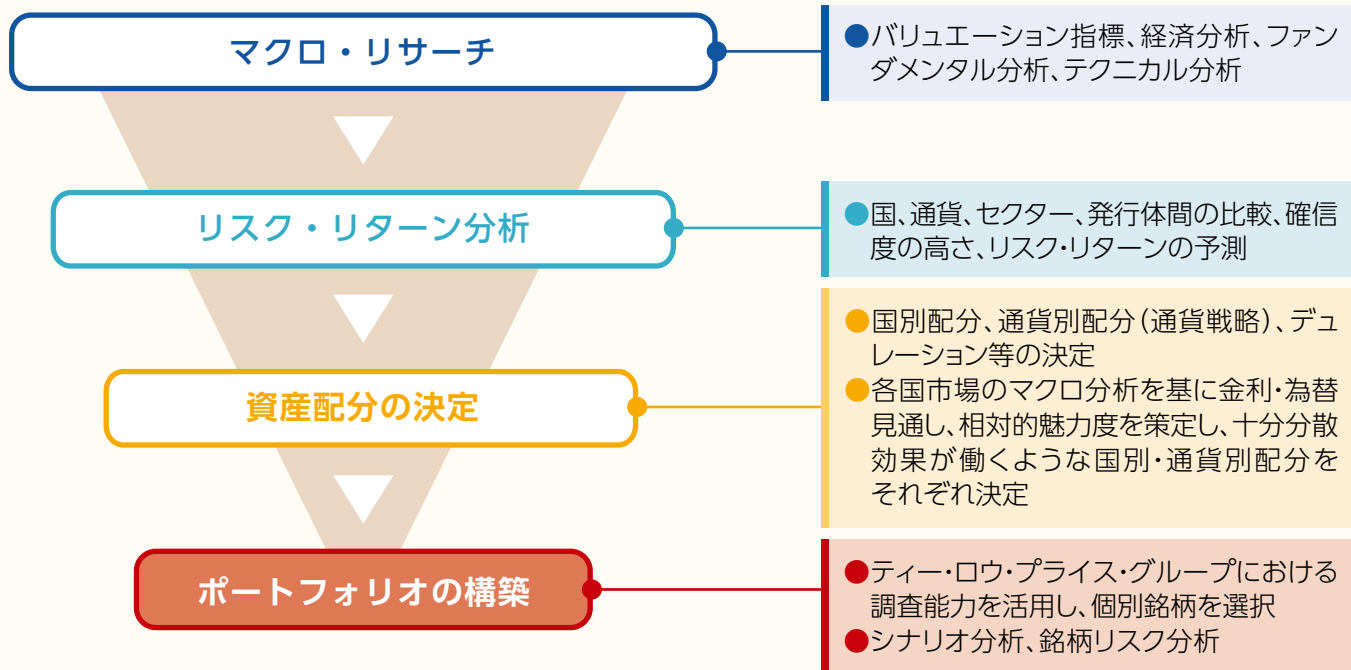 マクロ・リサーチ
●バリュエーション指標、経済分析、ファン
ダメンタル分析、テクニカル分析
リスク・リターン分析
●国、通貨、セクター、発行体間の比較、確信
度の高さ、リスク・リターンの予測
資産配分の決定
●国別配分、通貨別配分(通貨戦略)、デュ
レーション等の決定
●各国市場のマクロ分析を基に金利・為替
見通し、相対的魅力度を策定し、十分分散
効果が働くような国別・通貨別配分を
それぞれ決定
ポートフォリオの構築
●ティー・ロウ・プライス・グループにおける
調査能力を活用し、個別銘柄を選択
●シナリオ分析、銘柄リスク分析